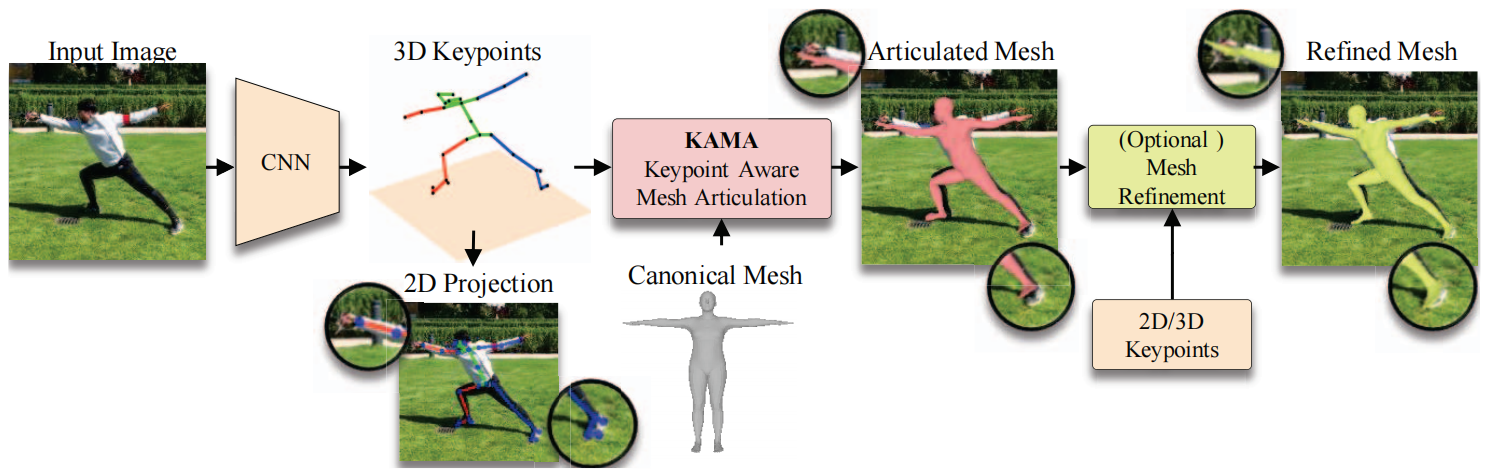 Input Image
CNN
3D Keypoints
2D Projection
KAMA
Keypoint Aware
Mesh Articulation
Canonical Mesh
Articulated Mesh
(Optional )
Mesh
Refinement
2D/3D
Keypoints
Refined Mesh